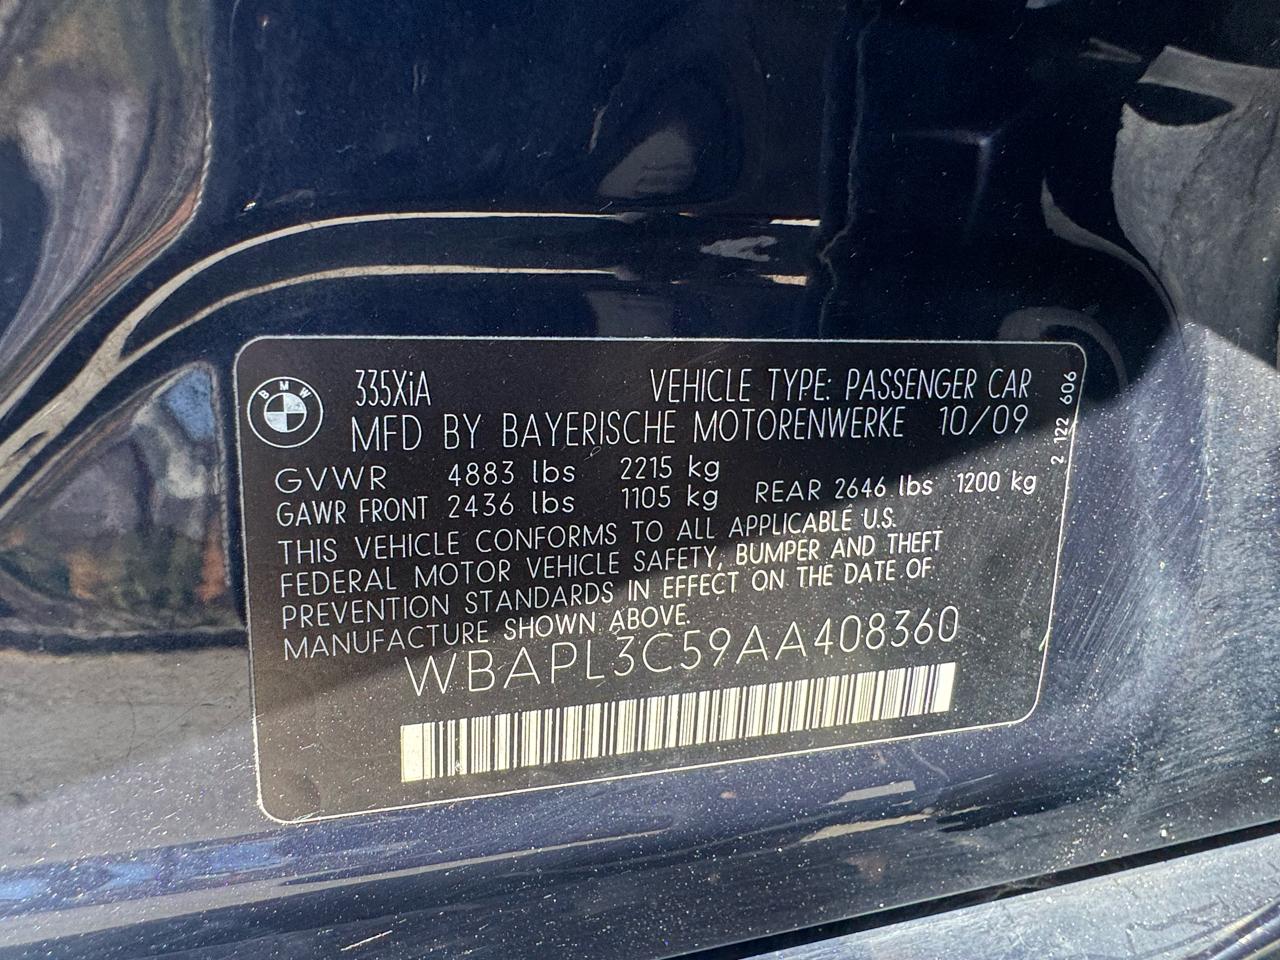 BMW
335XiA VEHICLE TYPE: PASSENGER CAR
MFD BY BAYERISCHE MOTORENWERKE 10/09
GVWR 4883 lbs 2215 kg
GAWR FRONT 2436 lbs 1105 kg REAR 2646 lbs 1200 kg
THIS VEHICLE CONFORMS TO ALL APPLICABLE U.S.
FEDERAL MOTOR VEHICLE SAFETY, BUMPER AND THEFT
PREVENTION STANDARDS IN EFFECT ON THE DATE OF
MANUFACTURE SHOWN ABOVE.
WBAPL3C59AA408360
2 122 606